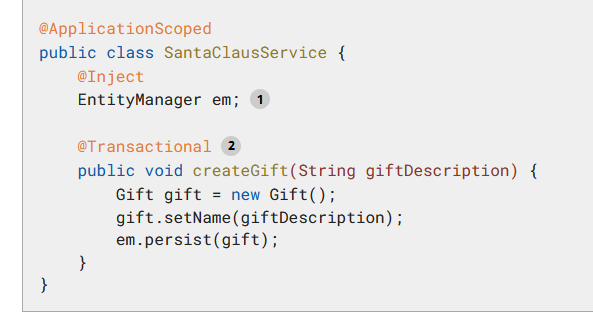 @ApplicationScoped
public class SantaClausService {
    @Inject
    EntityManager em; 1

    @Transactional 2
    public void createGift(String giftDescription) {
        Gift gift = new Gift();
        gift.setName(giftDescription);
        em.persist(gift);
    }
}